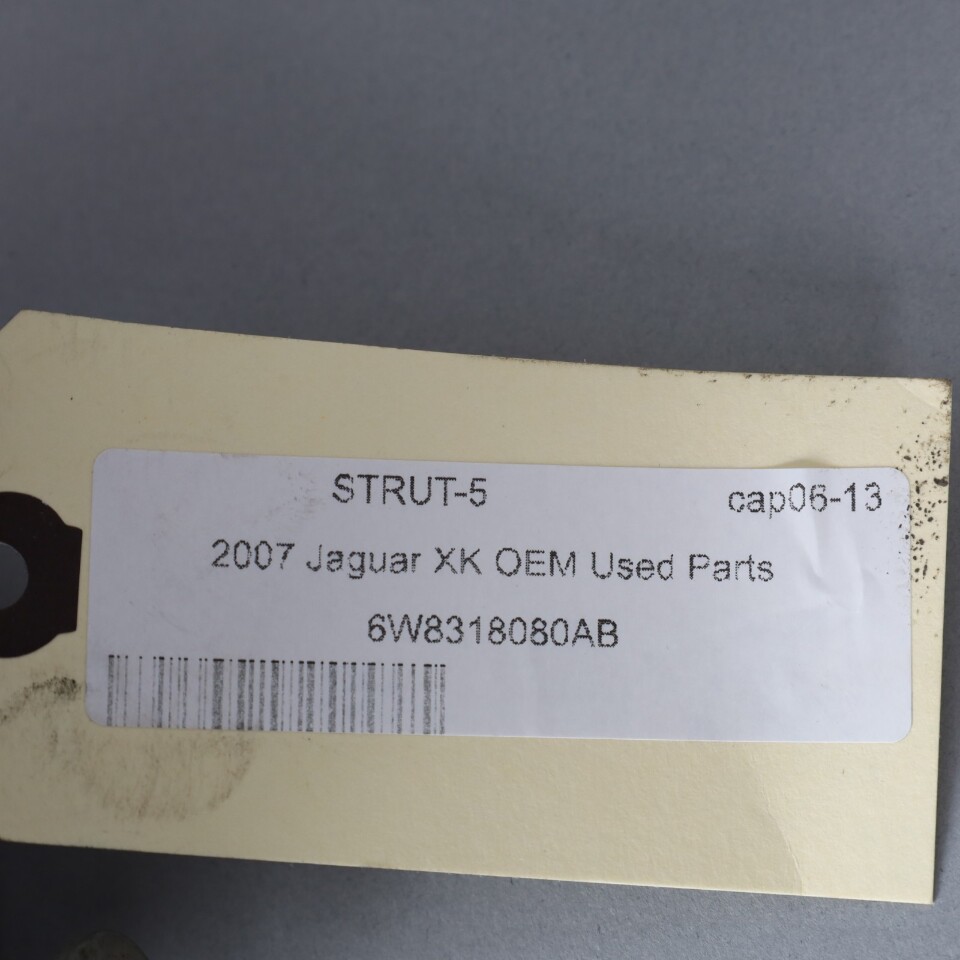 STRUT-5 cap06-13
2007 Jaguar XK OEM Used Parts
6W8318080AB